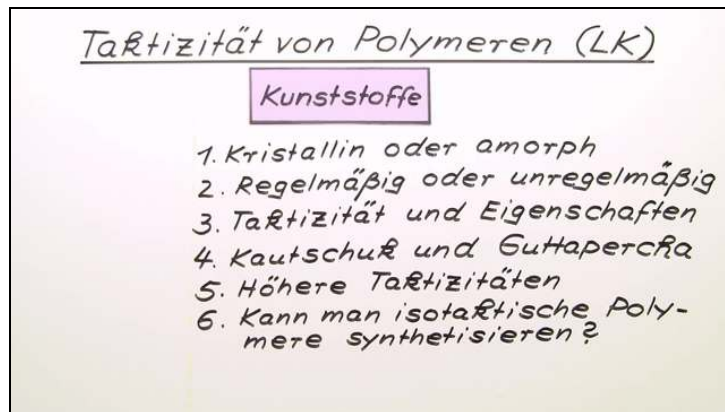 Taktizität von Polymeren (LK)
Kunststoffe
1. Kristallin oder amorph
2. Regelmäßig oder unregelmäßig
3. Taktizität und Eigenschaften
4. Kautschuk und Guttapercha
5. Höhere Taktizitäten
6. Kann man isotaktische Poly-
mere synthetisieren?